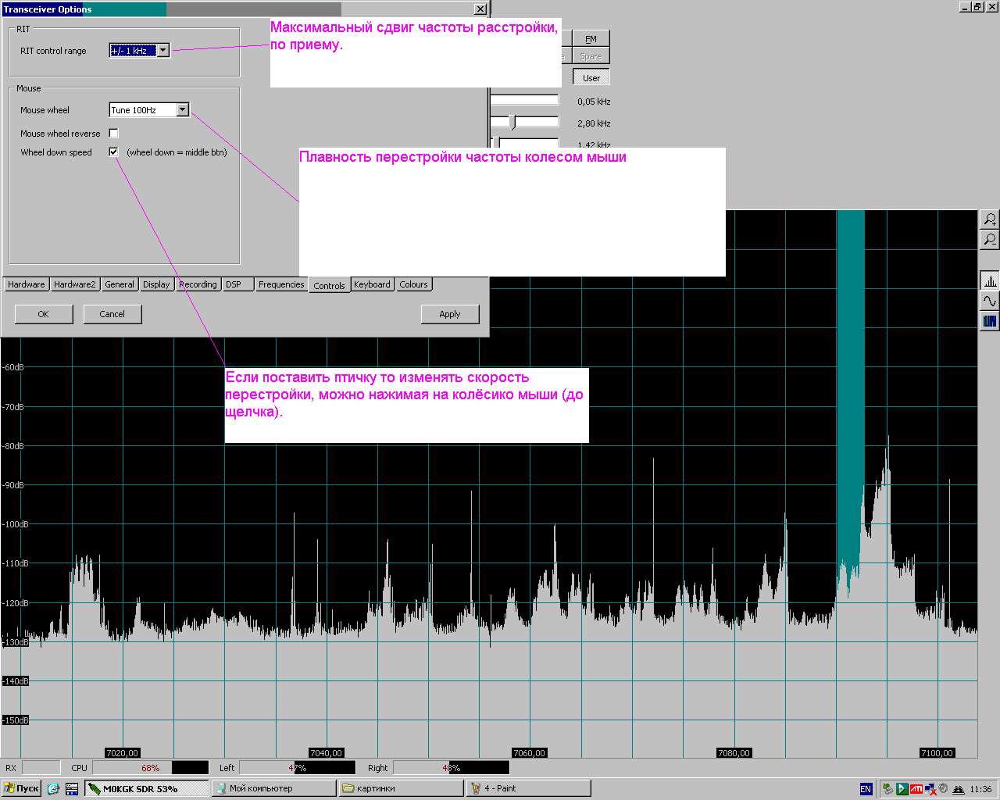 Transceiver Options
RIT
RIT control range
+/- 1 kHz
Максимальный сдвиг частоты расстройки,
по приему.
FM
Spare
User
Mouse
Mouse wheel
Tune 100Hz
0,05 kHz
2,80 kHz
1,42 kHz
Mouse wheel reverse
Wheel down speed
(wheel down = middle btn)
Плавность перестройки частоты колесом мыши
Hardware
Hardware2
General
Display
Recording
DSP
Frequencies
Controls
Keyboard
Colours
OK
Cancel
Apply
Если поставить птичку то изменять скорость
перестройки, можно нажимая на колёсико мыши (до
щелчка).
-60dB
-70dB
-80dB
-90dB
-100dB
-110dB
-120dB
-130dB
-140dB
-150dB
7020,00
7040,00
7060,00
7080,00
7100,00
RX
CPU
68%
Left
47%
Right
48%
Пуск
M0KGK SDR 53%
Мой компьютер
картинки
4 - Paint
EN
ATI
11:36